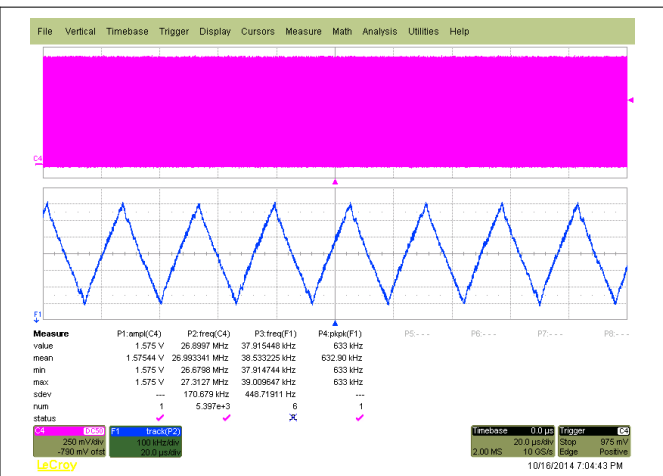 File Vertical Timebase Trigger Display Cursors Measure Math Analysis Utilities Help
C4
F1
Measure P1:ampl(C4) P2:freq(C4) P3:freq(F1) P4:pkpk(F1) P5:--- P6:--- P7:--- P8:---
value 1.575 V 26.8997 MHz 37.915448 kHz 633 kHz
mean 1.57544 V 26.993341 MHz 38.533225 kHz 632.90 kHz
min 1.575 V 26.6798 MHz 37.914744 kHz 633 kHz
max 1.575 V 27.3127 MHz 39.009647 kHz 633 kHz
sdev --- 170.679 kHz 448.71911 Hz ---
num 1 5.397e+3 6 1
status
C4 DC50 F1 track(P2) Timebase 0.0 µs Trigger C4
250 mV/div 100 kHz/div 20.0 µs/div Stop 975 mV
-790 mV ofst 20.0 µs/div 2.00 MS 10 GS/s Edge Positive
LeCroy 10/16/2014 7:04:43 PM